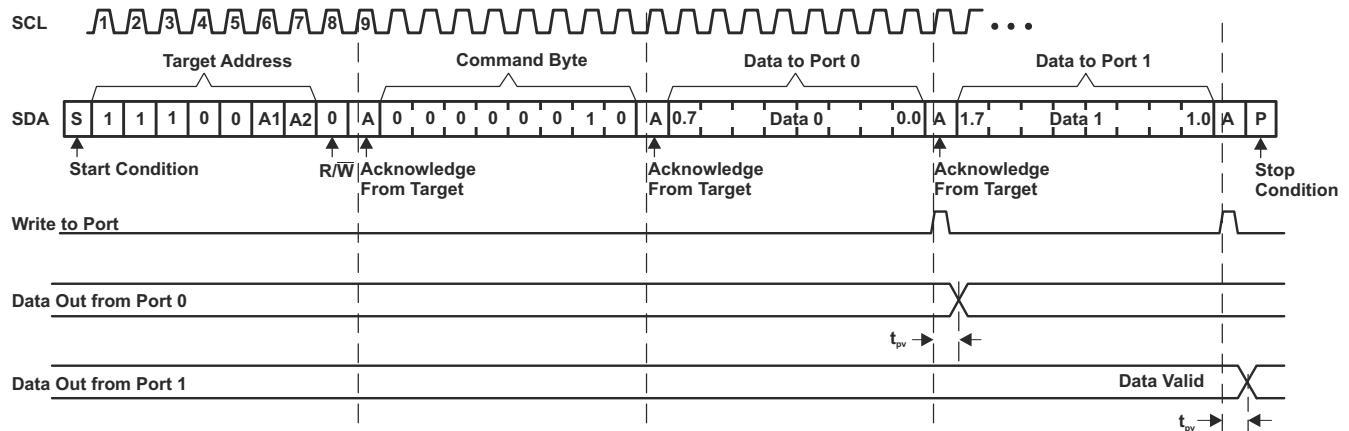 SCL 1 2 3 4 5 6 7 8 9 • • •
Target Address Command Byte Data to Port 0 Data to Port 1
SDA S 1 1 1 0 0 A1 A2 0 A 0 0 0 0 0 0 1 0 A 0.7 Data 0 0.0 A 1.7 Data 1 1.0 A P
Start Condition R/W̅ Acknowledge Acknowledge Acknowledge Stop
From Target From Target From Target Condition
Write to Port
Data Out from Port 0
tpv
Data Out from Port 1 Data Valid
tpv